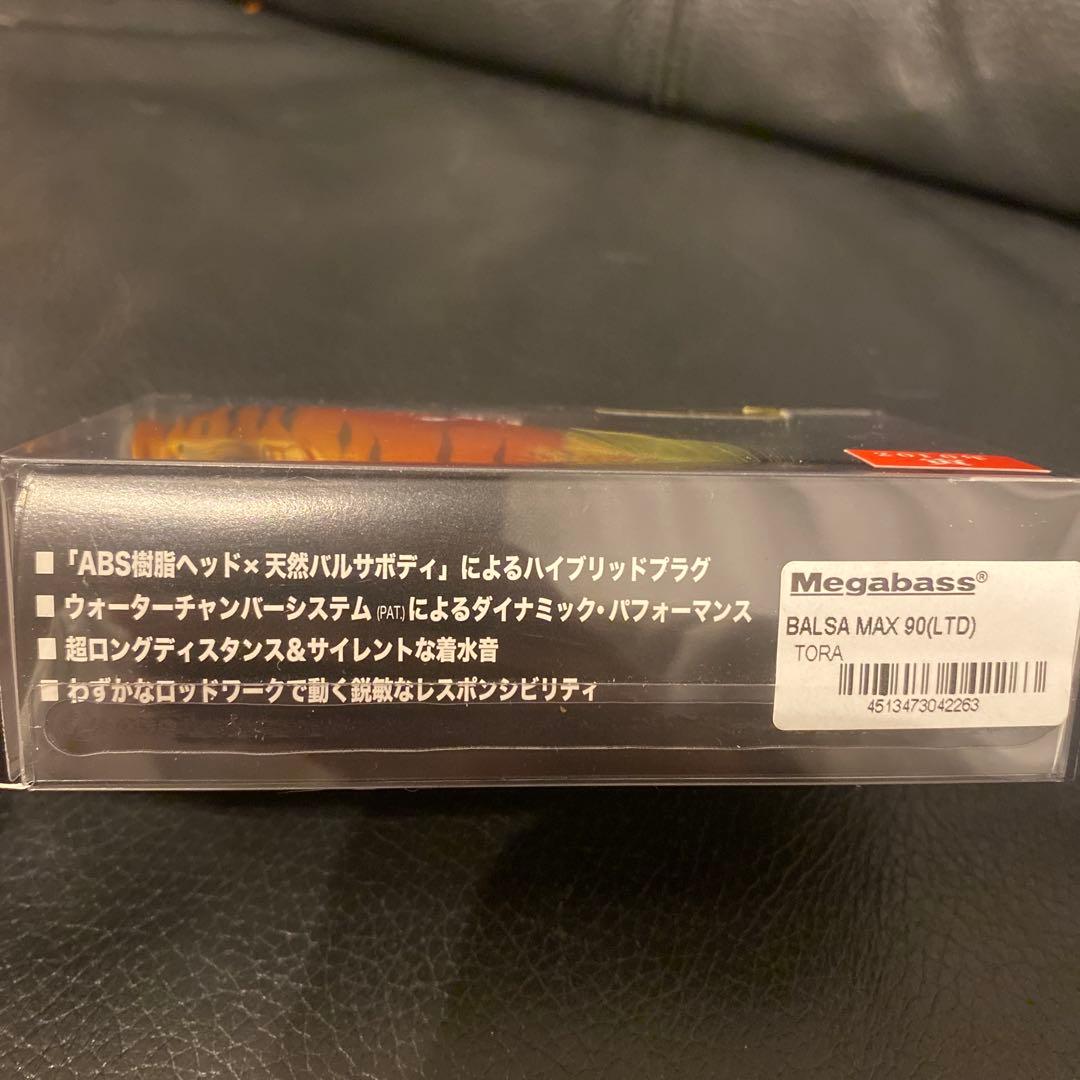 ■ 「ABS樹脂ヘッド×天然バルサボディ」によるハイブリッドプラグ
■ ウォーターチャンバーシステム(PAT.)によるダイナミック・パフォーマンス
■ 超ロングディスタンス&サイレントな着水音
■ わずかなロッドワークで動く鋭敏なレスポンシビリティ
Megabass®
BALSA MAX 90(LTD)
TORA
4513473042263